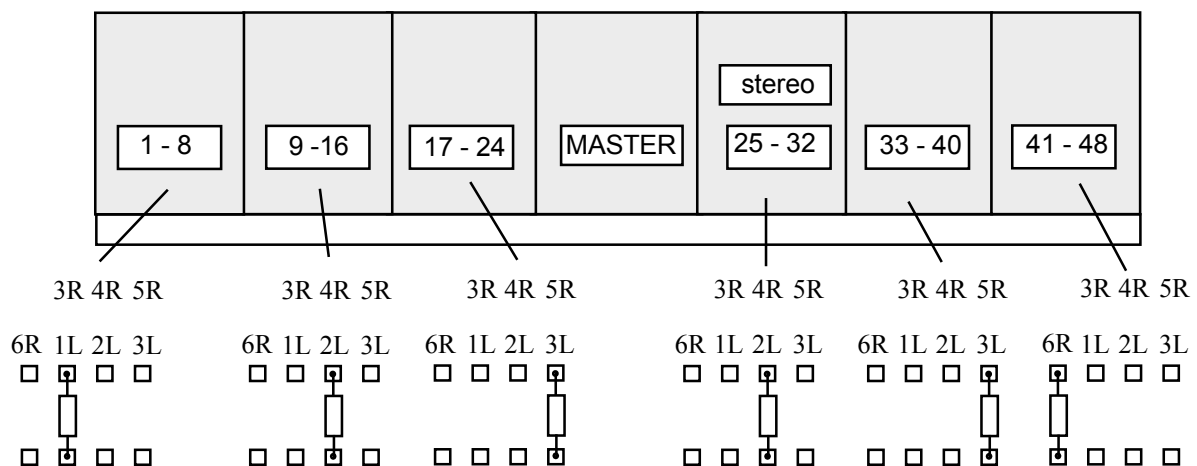 stereo
1 - 8 9 -16 17 - 24 MASTER 25 - 32 33 - 40 41 - 48
3R 4R 5R 3R 4R 5R 3R 4R 5R 3R 4R 5R 3R 4R 5R 3R 4R 5R
6R 1L 2L 3L 6R 1L 2L 3L 6R 1L 2L 3L 6R 1L 2L 3L 6R 1L 2L 3L 6R 1L 2L 3L